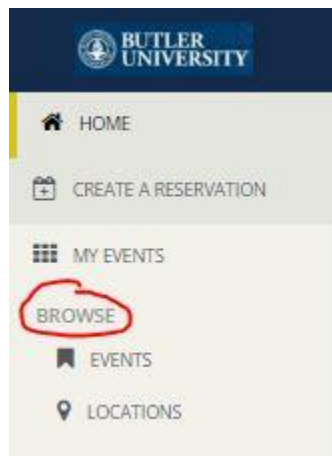 BUTLER
UNIVERSITY
HOME
CREATE A RESERVATION
MY EVENTS
BROWSE
EVENTS
LOCATIONS